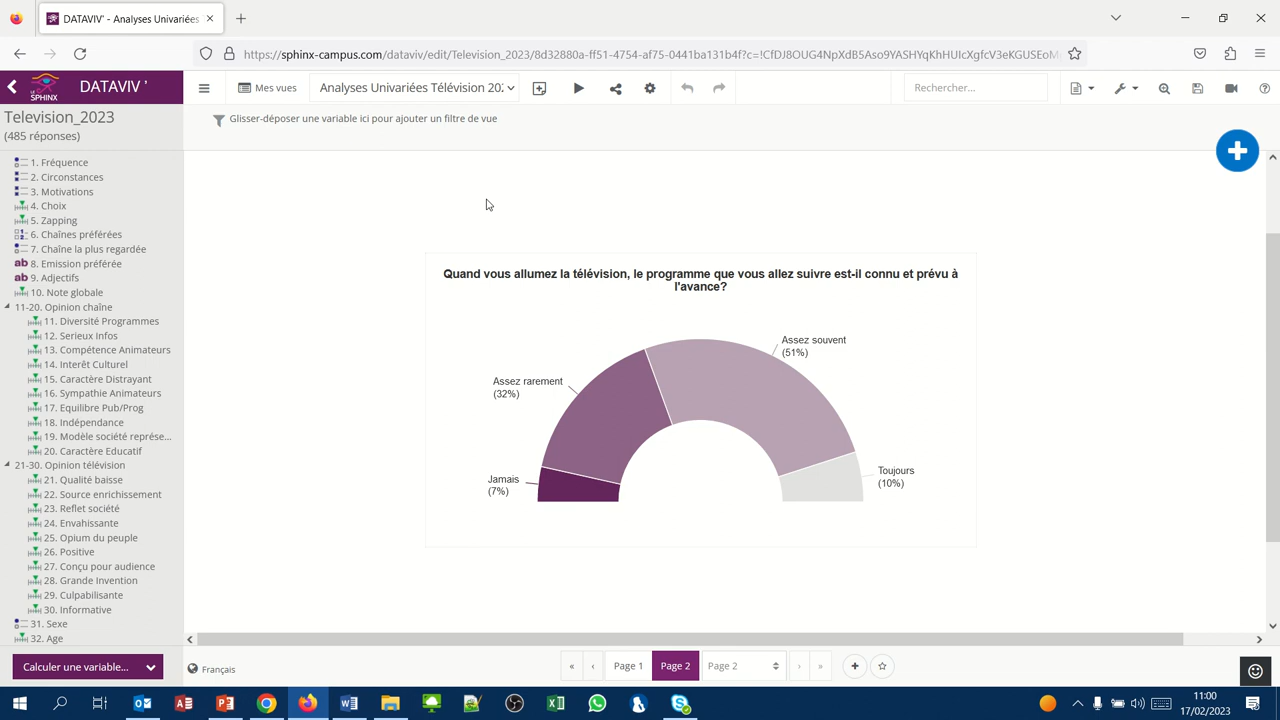 DATAVIV' - Analyses Univariées
https://sphinx-campus.com/dataviv/edit/Television_2023/8d32880a-ff51-4754-af75-0441ba131b4f?c=!CfDJ8OUG4NpXdB5Aso9YASHYqKhHUIcXgfcV3eKGUSEoM
LE SPHINX
DATAVIV '
Mes vues
Analyses Univariées Télévision 202
Rechercher...
Television_2023
(485 réponses)
Glisser-déposer une variable ici pour ajouter un filtre de vue
1. Fréquence
2. Circonstances
3. Motivations
4. Choix
5. Zapping
6. Chaînes préférées
7. Chaîne la plus regardée
ab 8. Emission préférée
ab 9. Adjectifs
10. Note globale
11-20. Opinion chaîne
11. Diversité Programmes
12. Serieux Infos
13. Compétence Animateurs
14. Interêt Culturel
15. Caractère Distrayant
16. Sympathie Animateurs
17. Equilibre Pub/Prog
18. Indépendance
19. Modèle société représe...
20. Caractère Educatif
21-30. Opinion télévision
21. Qualité baisse
22. Source enrichissement
23. Reflet société
24. Envahissante
25. Opium du peuple
26. Positive
27. Conçu pour audience
28. Grande Invention
29. Culpabilisante
30. Informative
31. Sexe
32. Age
Calculer une variable...
Quand vous allumez la télévision, le programme que vous allez suivre est-il connu et prévu à
l'avance?
Assez souvent
(51%)
Assez rarement
(32%)
Toujours
(10%)
Jamais
(7%)
Français
« ‹ Page 1 Page 2 Page 2 › »
11:00
17/02/2023